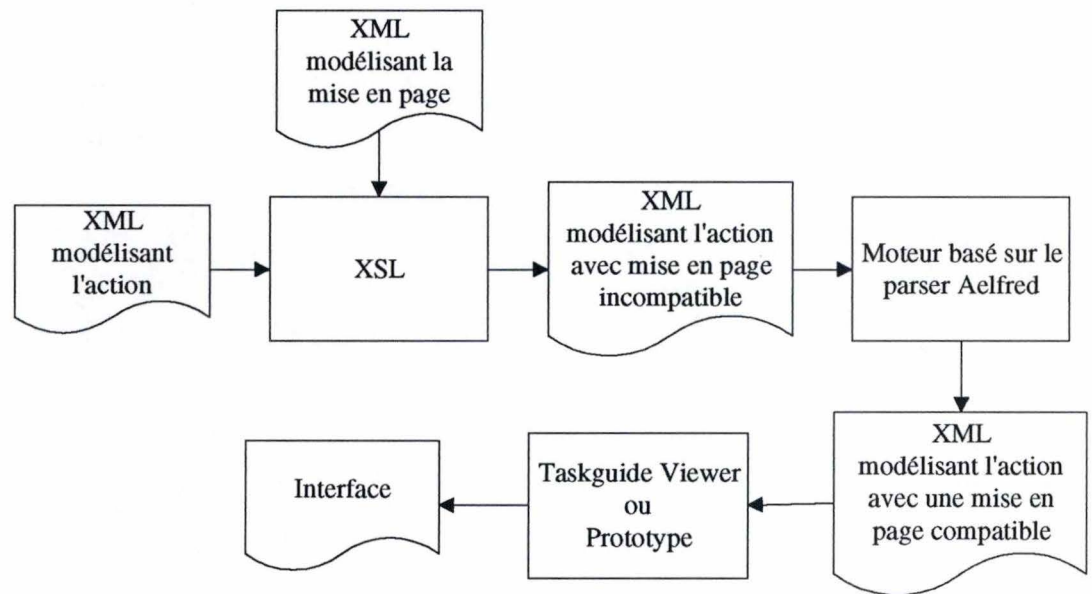 XML
modélisant la
mise en page
XML
modélisant
l'action
XSL
XML
modélisant l'action
avec mise en page
incompatible
Moteur basé sur le
parser Aelfred
XML
modélisant l'action
avec une mise en
page compatible
Taskguide Viewer
ou
Prototype
Interface